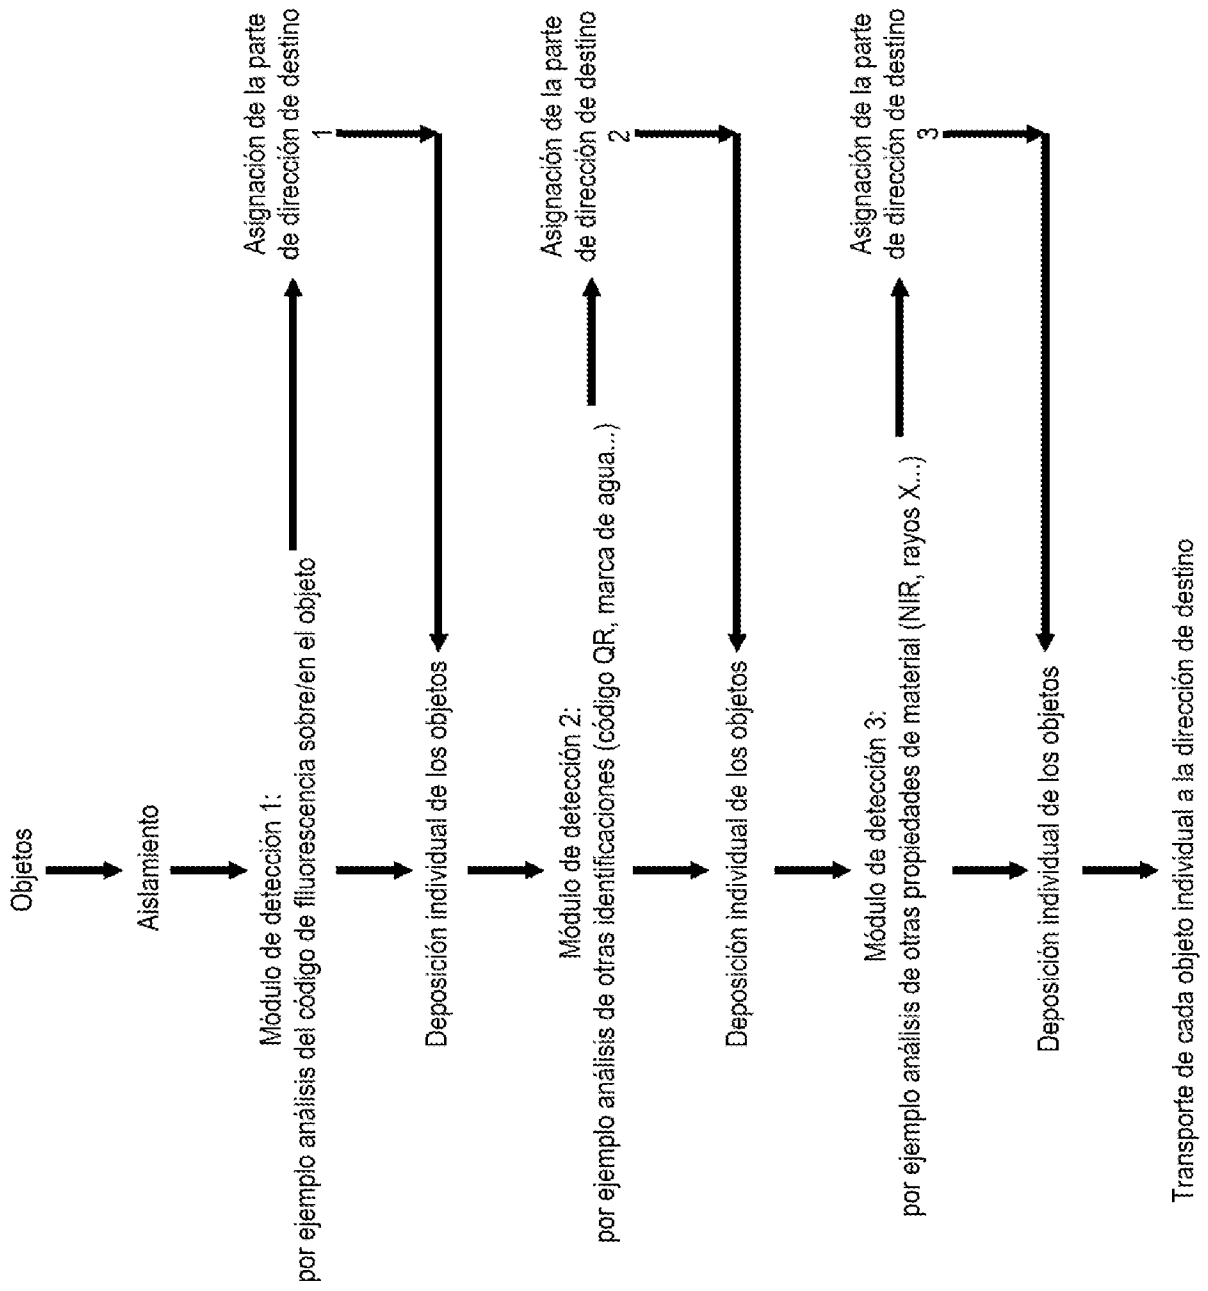 Objetos
Aislamiento
Módulo de detección 1:
por ejemplo análisis del código de fliuorescencia sobre/en el objeto
Asignación de la parte
de dirección de destino
1
Deposición individual de los objetos
Módulo de detección 2:
por ejemplo análisis de otras identificaciones (código QR, marca de agua...)
Asignación de la parte
de dirección de destino
2
Deposición individual de los objetos
Módulo de detección 3:
por ejemplo análisis de otras propiedades de material (NIR, rayos X...)
Asignación de la parte
de dirección de destino
3
Deposición individual de los objetos
Transporte de cada objeto individual a la dirección de destino